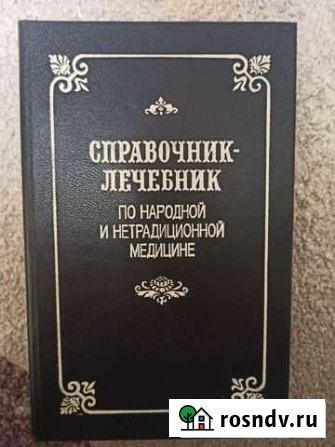 СПРАВОЧНИК-
ЛЕЧЕБНИК
ПО НАРОДНОЙ
И НЕТРАДИЦИОННОЙ
МЕДИЦИНЕ
rosndv.ru